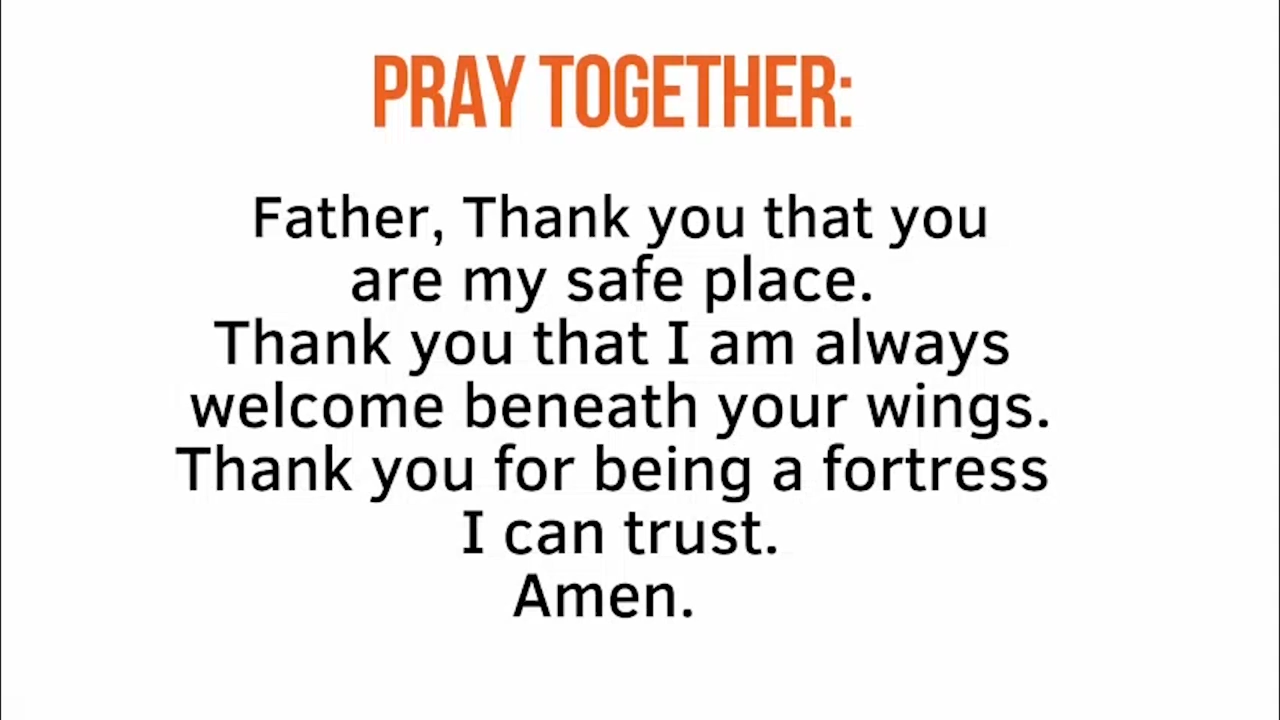 PRAY TOGETHER:
Father, Thank you that you
are my safe place.
Thank you that I am always
welcome beneath your wings.
Thank you for being a fortress
I can trust.
Amen.